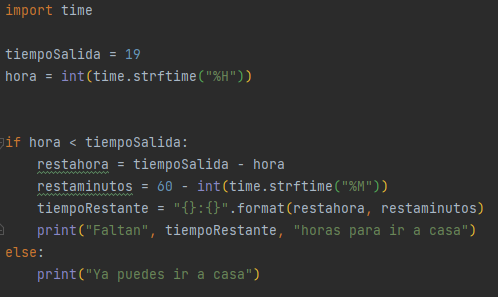 import time
tiempoSalida = 19
hora = int(time.strftime("%H"))
if hora < tiempoSalida:
    restahora = tiempoSalida - hora
    restaminutos = 60 - int(time.strftime("%M"))
    tiempoRestante = "{}:{}".format(restahora, restaminutos)
    print("Faltan", tiempoRestante, "horas para ir a casa")
else:
    print("Ya puedes ir a casa")